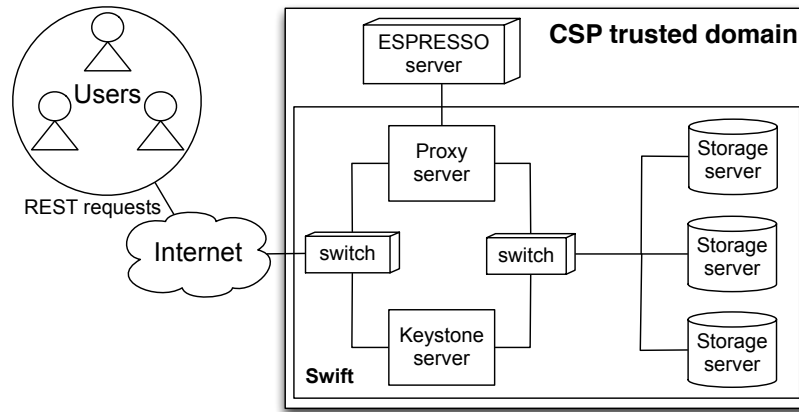 ESPRESSO
server
CSP trusted domain
Users
REST requests
Internet
switch
Proxy
server
switch
Keystone
server
Storage
server
Storage
server
Storage
server
Swift